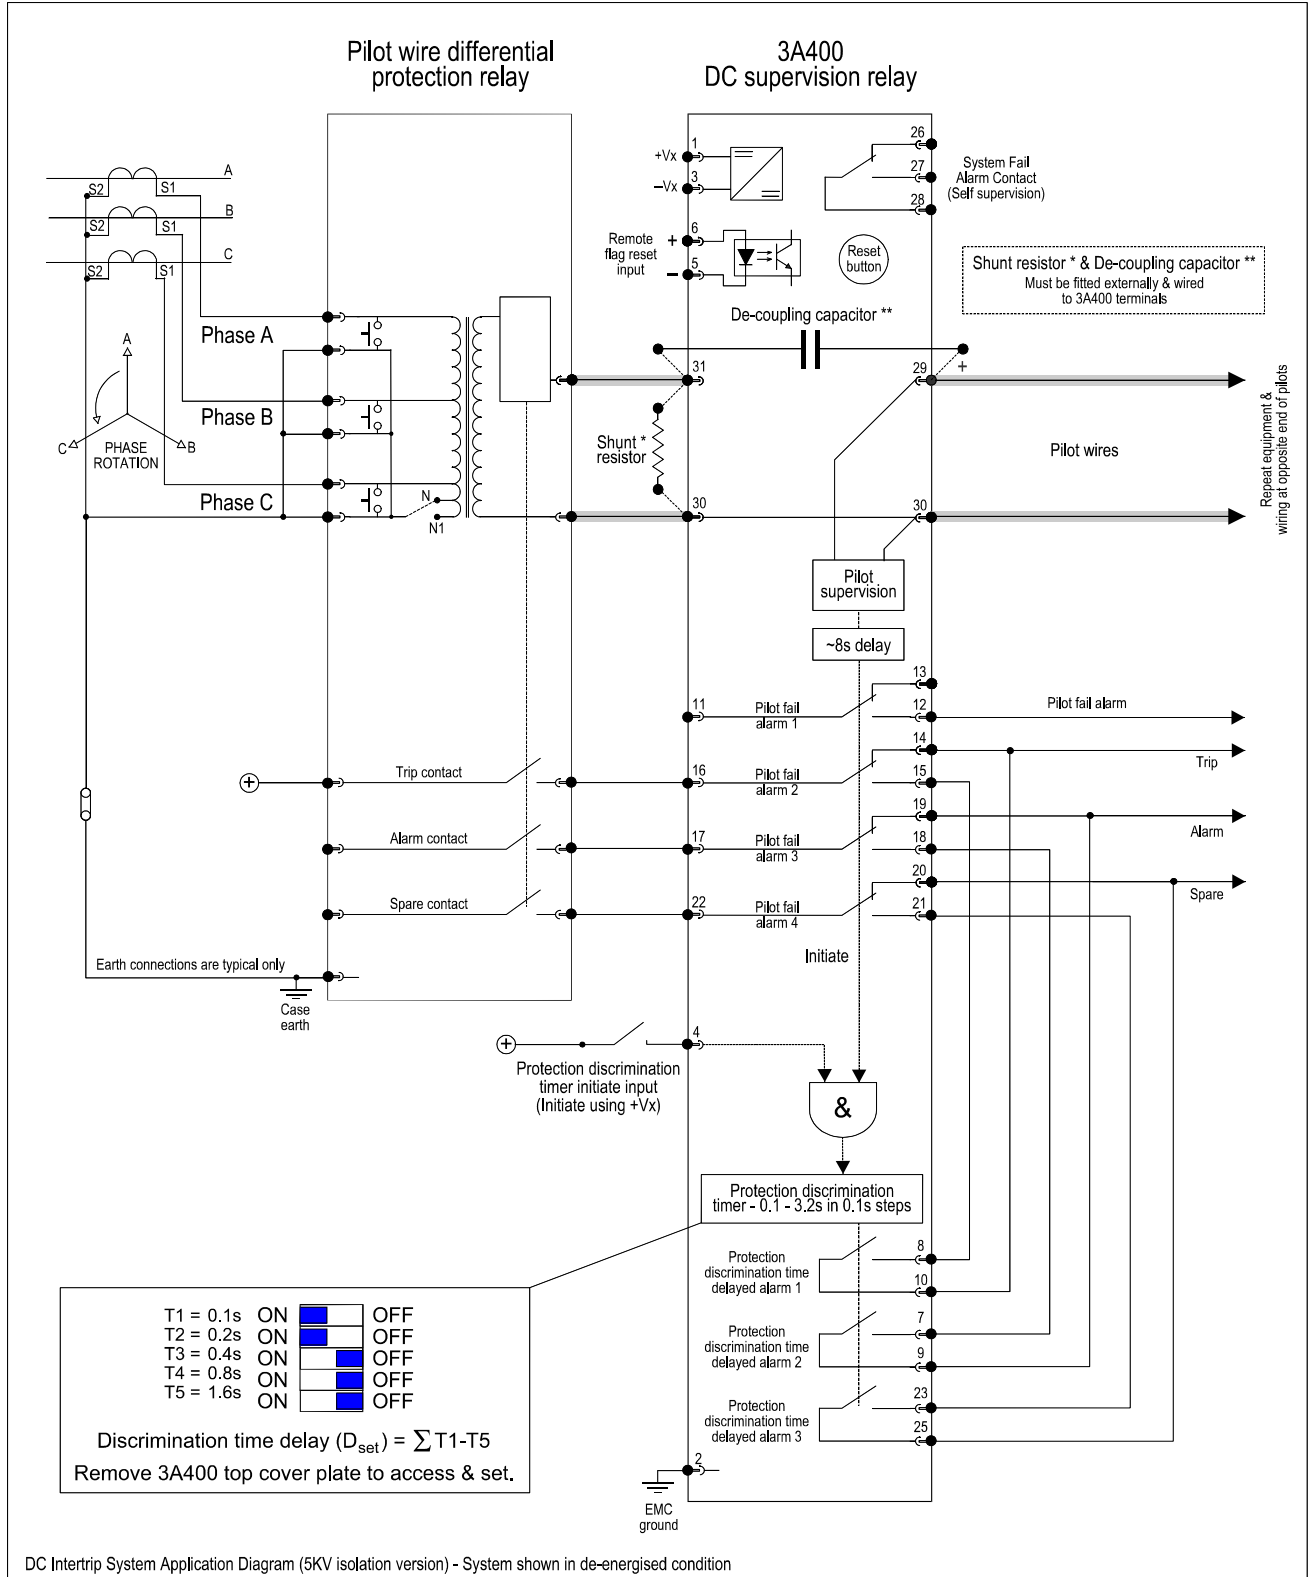 Pilot wire differential
protection relay
3A400
DC supervision relay
A
S2
S1
B
S2
S1
C
S2
S1
A
C
B
PHASE
ROTATION
Phase A
Phase B
Phase C
N
N1
+Vx
1
–Vx
3
Remote
flag reset
input
+
6
–
5
Reset
button
26
27
28
System Fail
Alarm Contact
(Self supervision)
Shunt resistor * & De-coupling capacitor **
Must be fitted externally & wired
to 3A400 terminals
De-coupling capacitor **
+
31
29
Shunt *
resistor
30
30
Pilot wires
Repeat equipment &
wiring at opposite end of pilots
Pilot
supervision
~8s delay
11
Pilot fail
alarm 1
13
12
Pilot fail alarm
+
Trip contact
16
Pilot fail
alarm 2
14
15
Trip
Alarm contact
17
Pilot fail
alarm 3
19
18
Alarm
Spare contact
22
Pilot fail
alarm 4
20
21
Spare
Initiate
Earth connections are typical only
Case
earth
+
4
Protection discrimination
timer initiate input
(Initiate using +Vx)
&
Protection discrimination
timer - 0.1 - 3.2s in 0.1s steps
Protection
discrimination time
delayed alarm 1
8
10
Protection
discrimination time
delayed alarm 2
7
9
Protection
discrimination time
delayed alarm 3
23
25
2
EMC
ground
T1 = 0.1s ON OFF
T2 = 0.2s ON OFF
T3 = 0.4s ON OFF
T4 = 0.8s ON OFF
T5 = 1.6s ON OFF
Discrimination time delay (Dset) = ∑ T1-T5
Remove 3A400 top cover plate to access & set.
DC Intertrip System Application Diagram (5KV isolation version) - System shown in de-energised condition